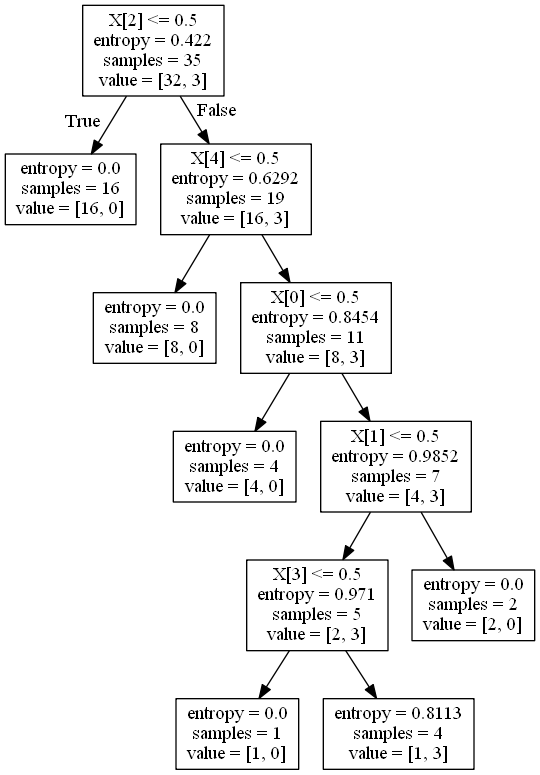 X[2] <= 0.5
entropy = 0.422
samples = 35
value = [32, 3]
True
False
entropy = 0.0
samples = 16
value = [16, 0]
X[4] <= 0.5
entropy = 0.6292
samples = 19
value = [16, 3]
entropy = 0.0
samples = 8
value = [8, 0]
X[0] <= 0.5
entropy = 0.8454
samples = 11
value = [8, 3]
entropy = 0.0
samples = 4
value = [4, 0]
X[1] <= 0.5
entropy = 0.9852
samples = 7
value = [4, 3]
X[3] <= 0.5
entropy = 0.971
samples = 5
value = [2, 3]
entropy = 0.0
samples = 2
value = [2, 0]
entropy = 0.0
samples = 1
value = [1, 0]
entropy = 0.8113
samples = 4
value = [1, 3]